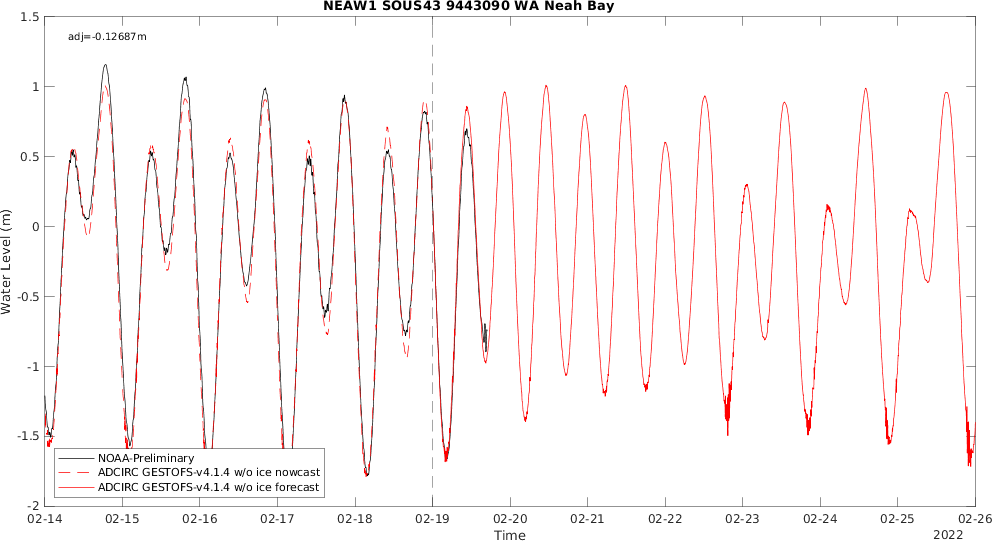 NEAW1 SOUS43 9443090 WA Neah Bay
adj=-0.12687m
1.5
1
0.5
0
-0.5
-1
-1.5
-2
Water Level (m)
NOAA-Preliminary
ADCIRC GESTOFS-v4.1.4 w/o ice nowcast
ADCIRC GESTOFS-v4.1.4 w/o ice forecast
02-14 02-15 02-16 02-17 02-18 02-19 02-20 02-21 02-22 02-23 02-24 02-25 02-26
Time
2022